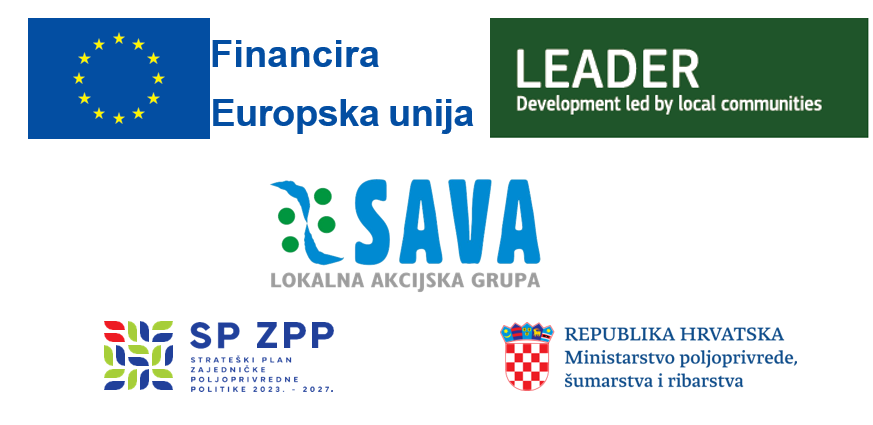 Financira
Europska unija
LEADER
Development led by local communities
SAVA
LOKALNA AKCIJSKA GRUPA
SP ZPP
STRATEŠKI PLAN
ZAJEDNIČKE
POLJOPRIVREDNE
POLITIKE 2023. - 2027.
REPUBLIKA HRVATSKA
Ministarstvo poljoprivrede,
šumarstva i ribarstva